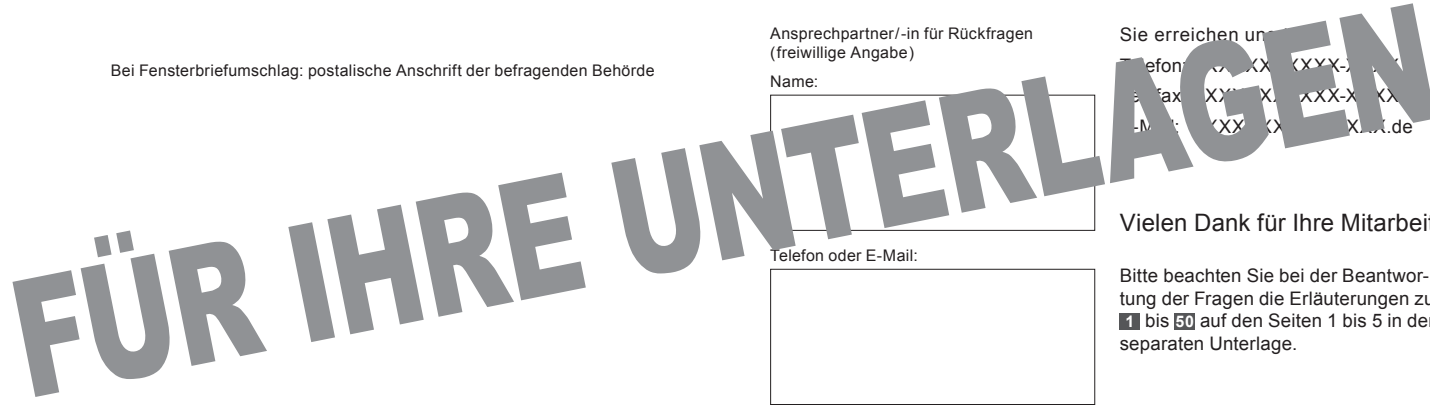 Bei Fensterbriefumschlag: postalische Anschrift der befragenden Behörde
Ansprechpartner/-in für Rückfragen
(freiwillige Angabe)
Name:
Telefon oder E-Mail:
Sie erreichen
Vielen Dank für Ihre Mitarbeit
Bitte beachten Sie bei der Beantwor-
tung der Fragen die Erläuterungen zu
1 bis 50 auf den Seiten 1 bis 5 in der
separaten Unterlage.
FÜR IHRE UNTERLAGEN